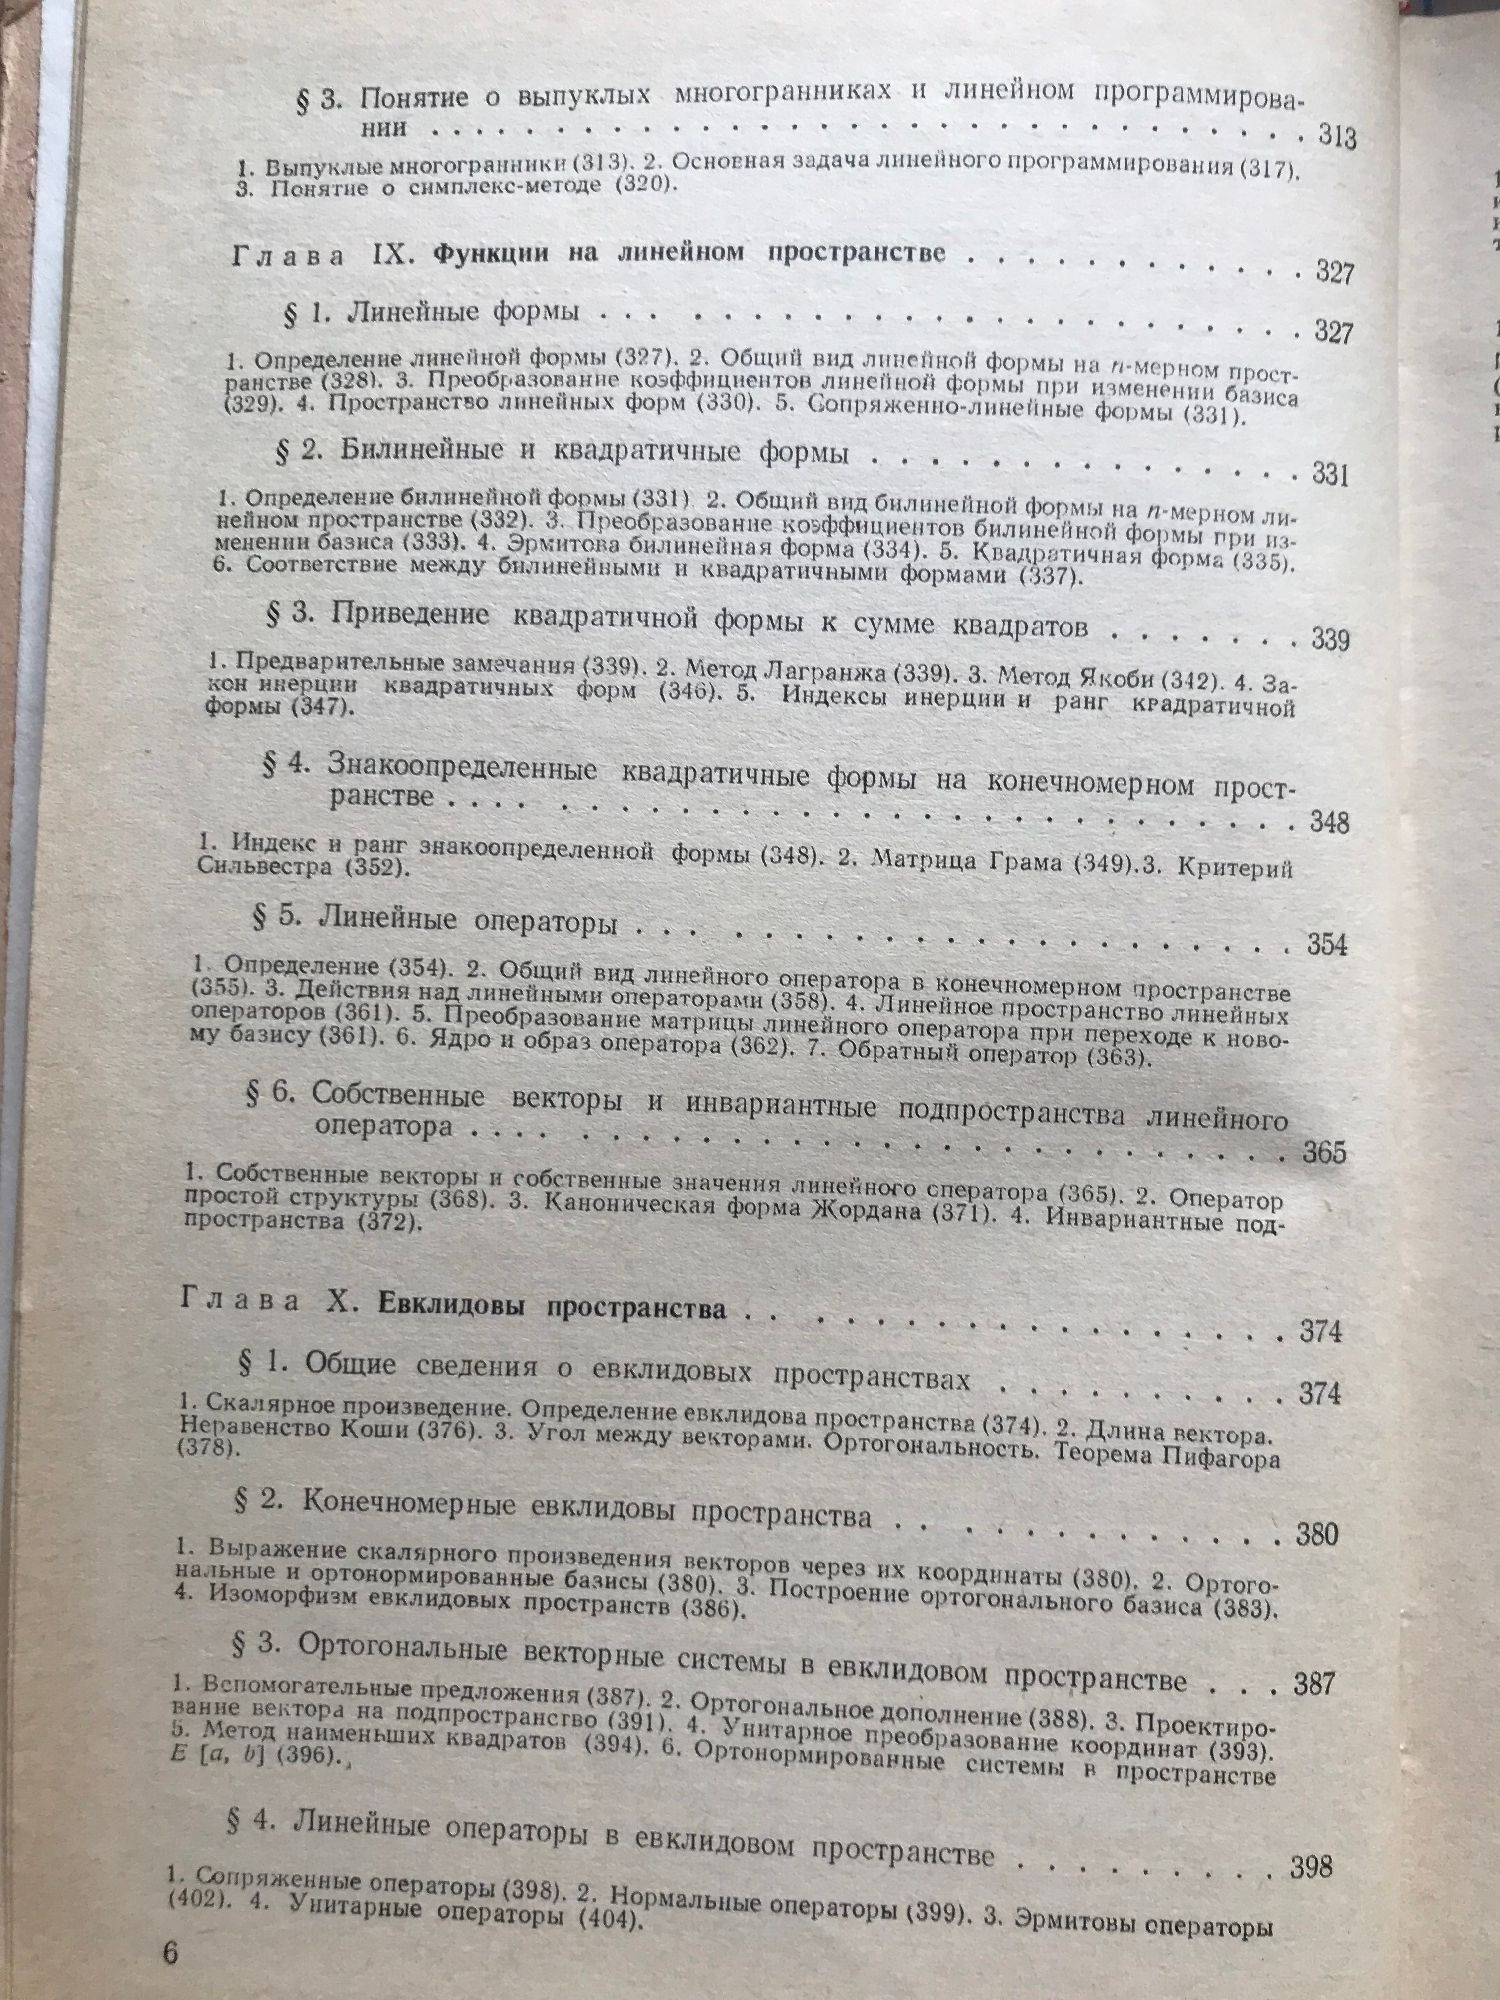 § 3. Понятие о выпуклых многогранниках и линейном программирова-
нии . . . . . . . . . . . . . . . . . . . . . . . . . . . . . . 313
1. Выпуклые многогранники (313). 2. Основная задача линейного программирования (317).
3. Понятие о симплекс-методе (320).
Глава IX. Функции на линейном пространстве . . . . . . . . . . . . 327
§ 1. Линейные формы . . . . . . . . . . . . . . . . . . . . . . . . 327
1. Определение линейной формы (327). 2. Общий вид линейной формы на n-мерном прост-
ранстве (328). 3. Преобразование коэффициентов линейной формы при изменении базиса
(329). 4. Пространство линейных форм (330). 5. Сопряженно-линейные формы (331).
§ 2. Билинейные и квадратичные формы . . . . . . . . . . . . . . . 331
1. Определение билинейной формы (331) 2. Общий вид билинейной формы на n-мерном ли-
нейном пространстве (332). 3. Преобразование коэффициентов билинейной формы при из-
менении базиса (333). 4. Эрмитова билинейная форма (334). 5. Квадратичная форма (335).
6. Соответствие между билинейными и квадратичными формами (337).
§ 3. Приведение квадратичной формы к сумме квадратов . . . . . . . 339
1. Предварительные замечания (339). 2. Метод Лагранжа (339). 3. Метод Якоби (342). 4. За-
кон инерции квадратичных форм (346). 5. Индексы инерции и ранг квадратичной
формы (347).
§ 4. Знакоопределенные квадратичные формы на конечномерном прост-
ранстве . . . . . . . . . . . . . . . . . . . . . . . . . . . . . 348
1. Индекс и ранг знакоопределенной формы (348). 2. Матрица Грама (349).3. Критерий
Сильвестра (352).
§ 5. Линейные операторы . . . . . . . . . . . . . . . . . . . . . . 354
1. Определение (354). 2. Общий вид линейного оператора в конечномерном пространстве
(355). 3. Действия над линейными операторами (358). 4. Линейное пространство линейных
операторов (361). 5. Преобразование матрицы линейного оператора при переходе к ново-
му базису (361). 6. Ядро и образ оператора (362). 7. Обратный оператор (363).
§ 6. Собственные векторы и инвариантные подпространства линейного
оператора . . . . . . . . . . . . . . . . . . . . . . . . . . . . 365
1. Собственные векторы и собственные значения линейного оператора (365). 2. Оператор
простой структуры (368). 3. Каноническая форма Жордана (371). 4. Инвариантные под-
пространства (372).
Глава X. Евклидовы пространства . . . . . . . . . . . . . . . . . . 374
§ 1. Общие сведения о евклидовых пространствах . . . . . . . . . . 374
1. Скалярное произведение. Определение евклидова пространства (374). 2. Длина вектора.
Неравенство Коши (376). 3. Угол между векторами. Ортогональность. Теорема Пифагора
(378).
§ 2. Конечномерные евклидовы пространства . . . . . . . . . . . . . 380
1. Выражение скалярного произведения векторов через их координаты (380). 2. Ортого-
нальные и ортонормированные базисы (380). 3. Построение ортогонального базиса (383).
4. Изоморфизм евклидовых пространств (386).
§ 3. Ортогональные векторные системы в евклидовом пространстве . . . 387
1. Вспомогательные предложения (387). 2. Ортогональное дополнение (388). 3. Проектиро-
вание вектора на подпространство (391). 4. Унитарное преобразование координат (393).
5. Метод наименьших квадратов (394). 6. Ортонормированные системы в пространстве
E [a, b] (396).
§ 4. Линейные операторы в евклидовом пространстве . . . . . . . . . 398
1. Сопряженные операторы (398). 2. Нормальные операторы (399). 3. Эрмитовы операторы
(402). 4. Унитарные операторы (404).
6